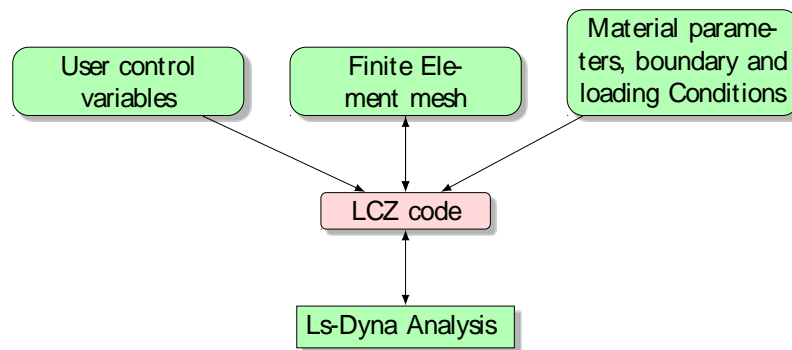 User control
variables
Finite Ele-
ment mesh
Material parame-
ters, boundary and
loading Conditions
LCZ code
Ls-Dyna Analysis